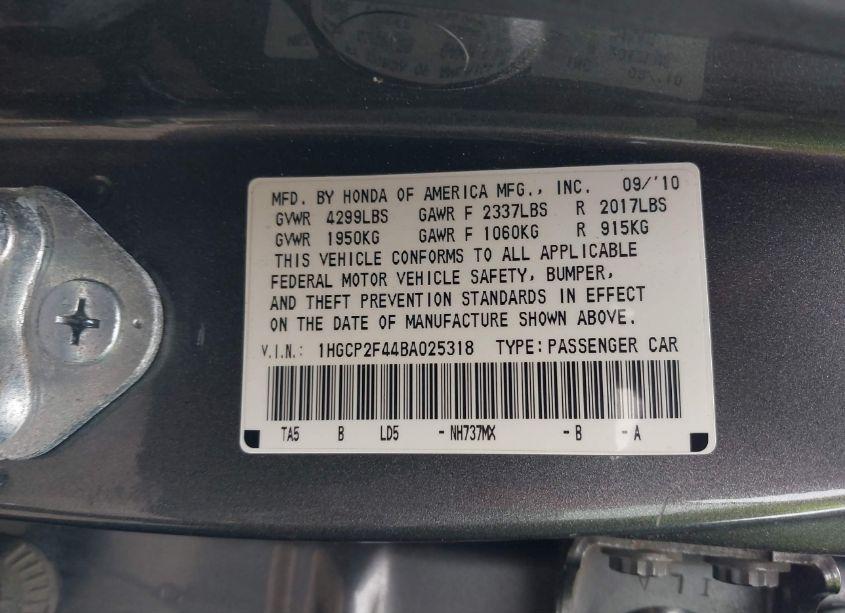 MFD. BY HONDA OF AMERICA MFG., INC. 09/'10
GVWR 4299LBS GAWR F 2337LBS R 2017LBS
GVWR 1950KG GAWR F 1060KG R 915KG
THIS VEHICLE CONFORMS TO ALL APPLICABLE
FEDERAL MOTOR VEHICLE SAFETY, BUMPER,
AND THEFT PREVENTION STANDARDS IN EFFECT
ON THE DATE OF MANUFACTURE SHOWN ABOVE.
V.I.N.: 1HGCP2F44BA025318 TYPE: PASSENGER CAR
TA5 B LD5 - NH737MX - B - A